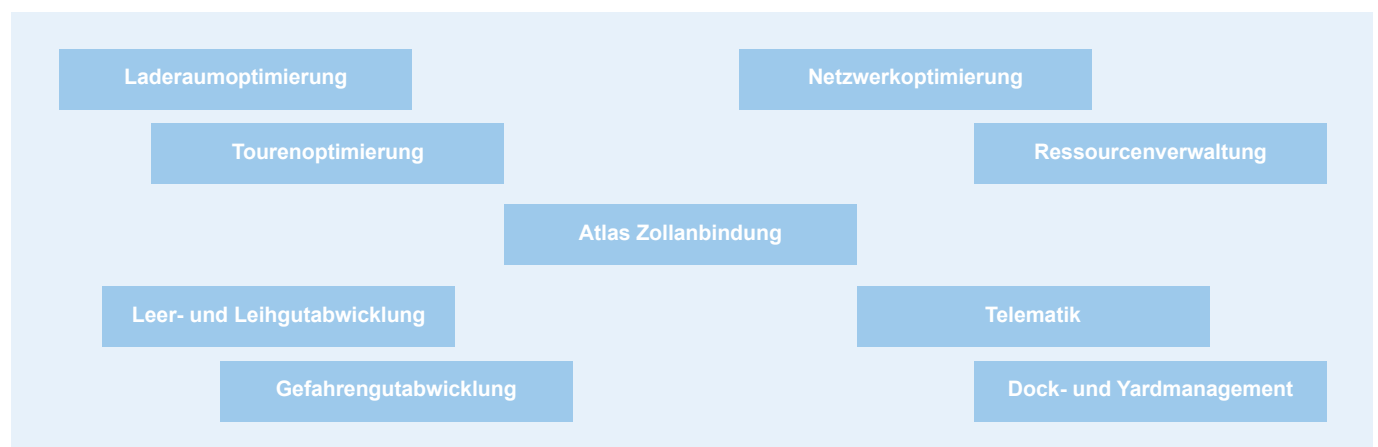 Laderaumoptimierung
Netzwerkoptimierung
Tourenoptimierung
Ressourcenverwaltung
Atlas Zollanbindung
Leer- und Leihgutabwicklung
Telematik
Gefahrengutabwicklung
Dock- und Yardmanagement